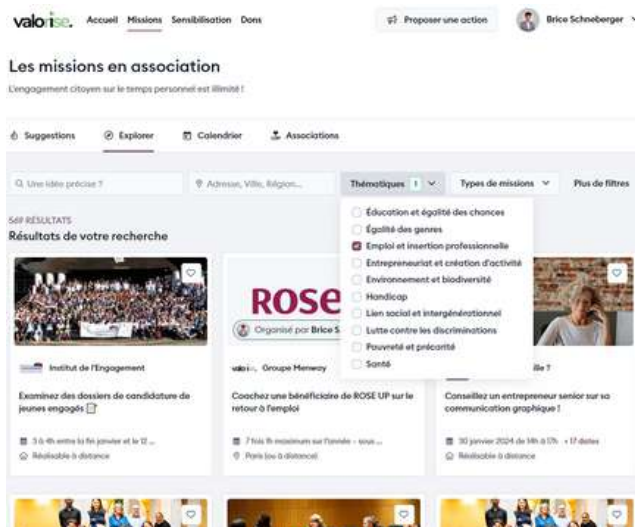 valorise.
Accueil Missions Sensibilisation Dons
Proposer une action
Brice Schneberger
Les missions en association
L'engagement citoyen sur le temps personnel est illimité !
Suggestions Explorer Calendrier Associations
Une idée précise ?
Adresse, Ville, Région...
Thématiques 1
Types de missions
Plus de filtres
569 RÉSULTATS
Résultats de votre recherche
Éducation et égalité des chances
Égalité des genres
Emploi et insertion professionnelle
Entrepreneuriat et création d'activité
Environnement et biodiversité
Handicap
Lien social et intergénérationnel
Lutte contre les discriminations
Pauvreté et précarité
Santé
Institut de l'Engagement
Examinez des dossiers de candidature de
jeunes engagés
3 à 4h entre la fin janvier et le 12 ...
Réalisable à distance
ROSE
Organisé par Brice S
Groupe Menway
Coachez une bénéficiaire de ROSE UP sur le
retour à l'emploi
7 fois 1h maximum sur l'année - sous ...
Paris (ou à distance)
lle ?
Conseillez un entrepreneur senior sur sa
communication graphique !
30 janvier 2024 de 14h à 17h + 17 dates
Réalisable à distance